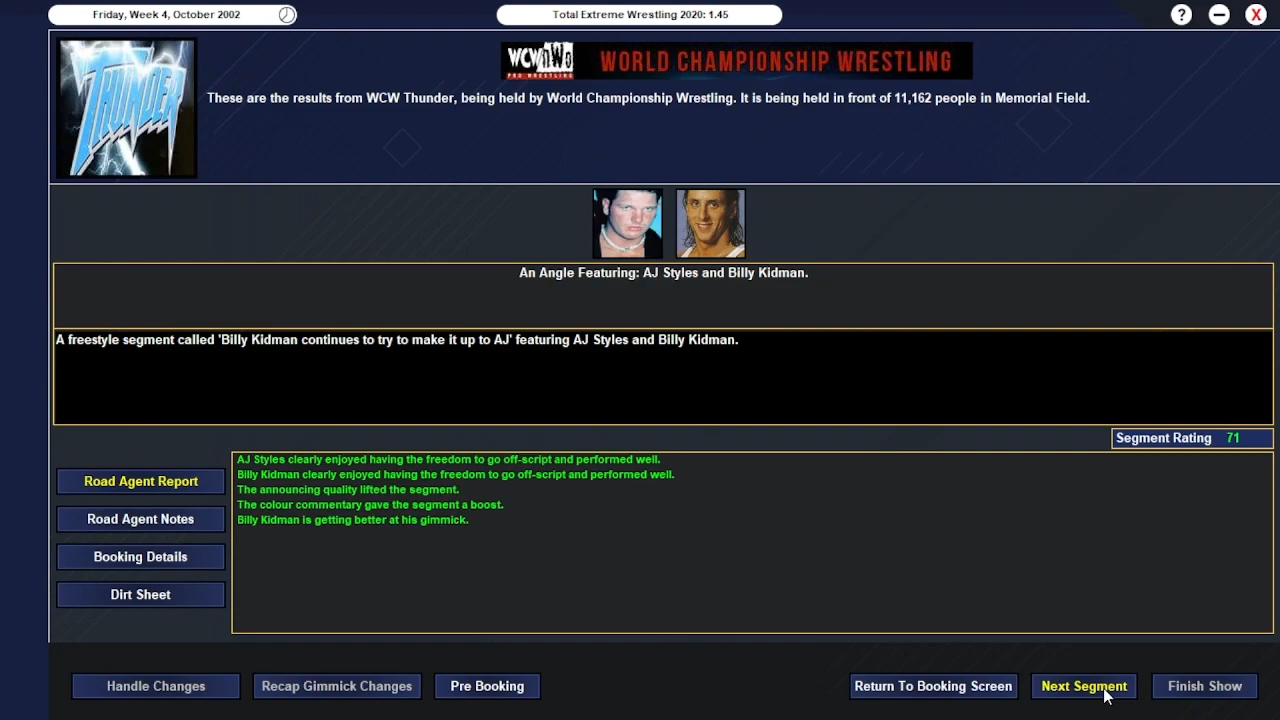 Friday, Week 4, October 2002
Total Extreme Wrestling 2020: 1.45
?
X
THUNDER
WCW nWo
PRO WRESTLING
WORLD CHAMPIONSHIP WRESTLING
These are the results from WCW Thunder, being held by World Championship Wrestling. It is being held in front of 11,162 people in Memorial Field.
An Angle Featuring: AJ Styles and Billy Kidman.
A freestyle segment called 'Billy Kidman continues to try to make it up to AJ' featuring AJ Styles and Billy Kidman.
Segment Rating 71
Road Agent Report
Road Agent Notes
Booking Details
Dirt Sheet
AJ Styles clearly enjoyed having the freedom to go off-script and performed well.
Billy Kidman clearly enjoyed having the freedom to go off-script and performed well.
The announcing quality lifted the segment.
The colour commentary gave the segment a boost.
Billy Kidman is getting better at his gimmick.
Handle Changes
Recap Gimmick Changes
Pre Booking
Return To Booking Screen
Next Segment
Finish Show